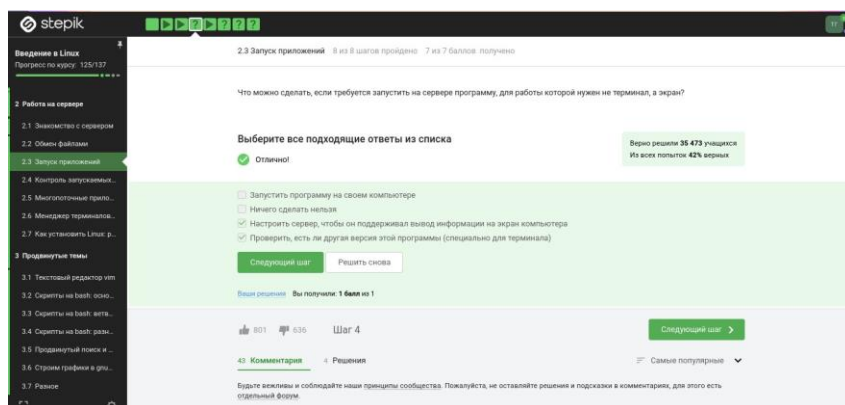 stepik
Введение в Linux
Прогресс по курсу: 125/137
2 Работа на сервере
2.1 Знакомство с сервером
2.2 Обмен файлами
2.3 Запуск приложений
2.4 Контроль запускаемых...
2.5 Многопоточные прило...
2.6 Менеджер терминалов...
2.7 Как установить Linux: р...
3 Продвинутые темы
3.1 Текстовый редактор vim
3.2 Скрипты на bash: осно...
3.3 Скрипты на bash: ветв...
3.4 Скрипты на bash: разн...
3.5 Продвинутый поиск и ...
3.6 Строим графики в gnu...
3.7 Разное
2.3 Запуск приложений 8 из 8 шагов пройдено 7 из 7 баллов получено
Что можно сделать, если требуется запустить на сервере программу, для работы которой нужен не терминал, а экран?
Выберите все подходящие ответы из списка
Отлично!
Верно решили 35 473 учащихся
Из всех попыток 42% верных
Запустить программу на своем компьютере
Ничего сделать нельзя
Настроить сервер, чтобы он поддерживал вывод информации на экран компьютера
Проверить, есть ли другая версия этой программы (специально для терминала)
Следующий шаг Решить снова
Ваши решения Вы получили: 1 балл из 1
801 636 Шаг 4 Следующий шаг
43 Комментария 4 Решения Самые популярные
Будьте вежливы и соблюдайте наши принципы сообщества. Пожалуйста, не оставляйте решения и подсказки в комментариях, для этого есть
отдельный форум.